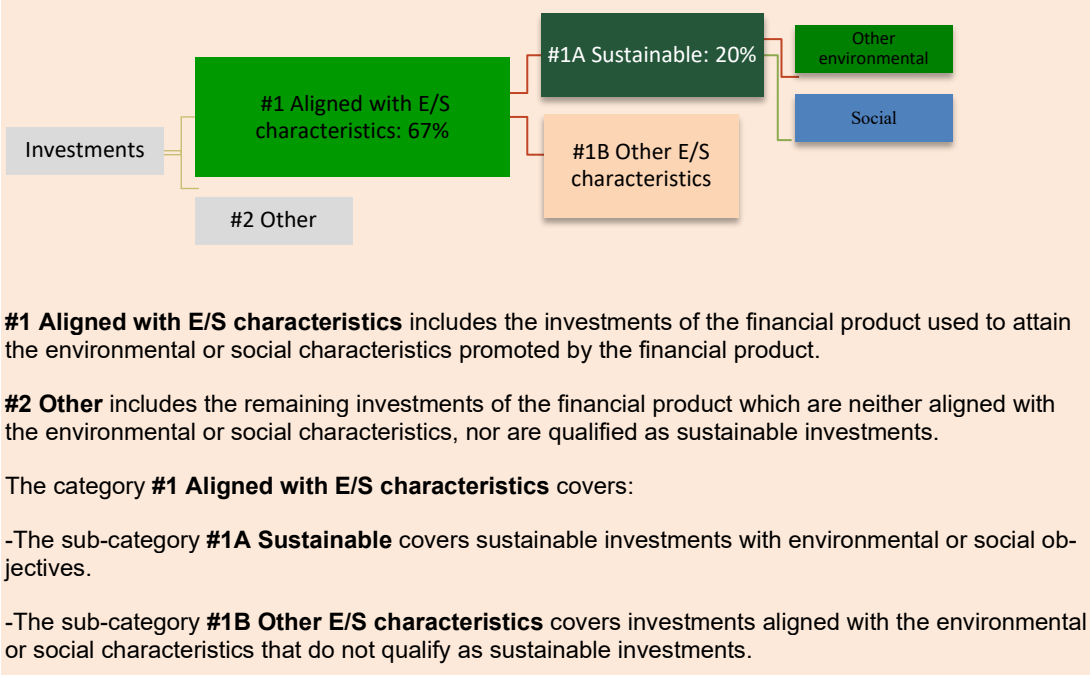 Investments
#1 Aligned with E/S
characteristics: 67%
#2 Other
#1A Sustainable: 20%
#1B Other E/S
characteristics
Other
environmental
Social
#1 Aligned with E/S characteristics includes the investments of the financial product used to attain
the environmental or social characteristics promoted by the financial product.
#2 Other includes the remaining investments of the financial product which are neither aligned with
the environmental or social characteristics, nor are qualified as sustainable investments.
The category #1 Aligned with E/S characteristics covers:
-The sub-category #1A Sustainable covers sustainable investments with environmental or social ob-
jectives.
-The sub-category #1B Other E/S characteristics covers investments aligned with the environmental
or social characteristics that do not qualify as sustainable investments.